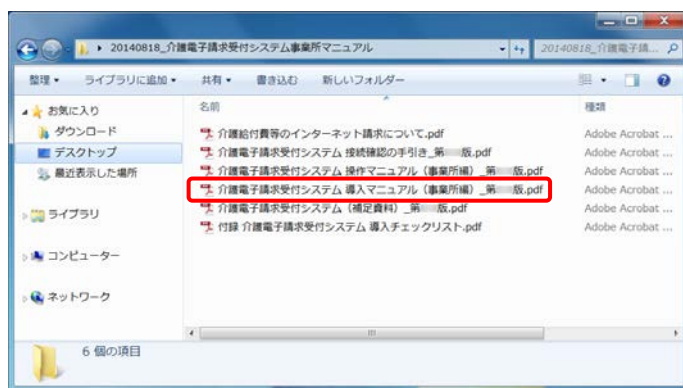 20140818_介護電子請求受付システム事業所マニュアル
20140818_介護電子請...
整理
ライブラリに追加
共有
書き込む
新しいフォルダー
お気に入り
ダウンロード
デスクトップ
最近表示した場所
ライブラリ
コンピューター
ネットワーク
名前
種類
介護給付費等のインターネット請求について.pdf
Adobe Acrobat ...
介護電子請求受付システム 接続確認の手引き_第 版.pdf
Adobe Acrobat ...
介護電子請求受付システム 操作マニュアル（事業所編）_第 版.pdf
Adobe Acrobat ...
介護電子請求受付システム 導入マニュアル（事業所編）_第 版.pdf
Adobe Acrobat ...
介護電子請求受付システム（補足資料）_第 版.pdf
Adobe Acrobat ...
付録 介護電子請求受付システム 導入チェックリスト.pdf
Adobe Acrobat ...
6 個の項目